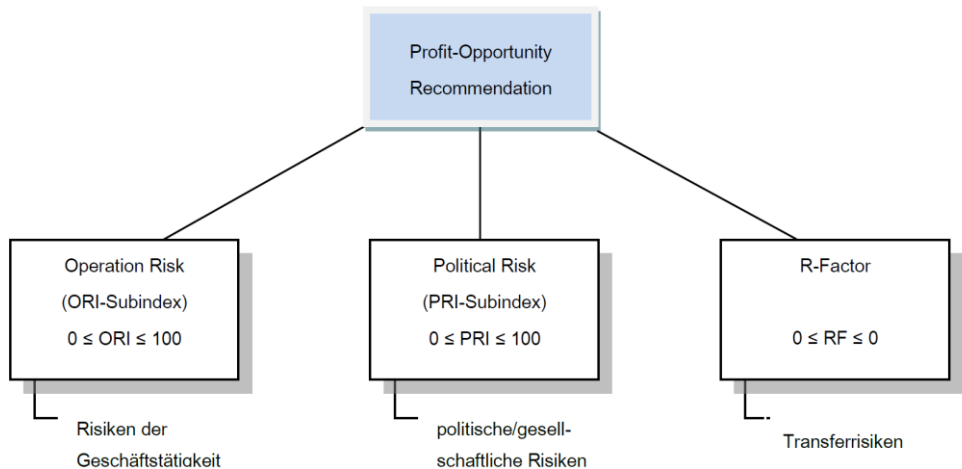 Profit-Opportunity
Recommendation
Operation Risk
(ORI-Subindex)
0 ≤ ORI ≤ 100
Political Risk
(PRI-Subindex)
0 ≤ PRI ≤ 100
R-Factor
0 ≤ RF ≤ 0
Risiken der
Geschäftstätigkeit
politische/gesell-
schaftliche Risiken
Transferrisiken